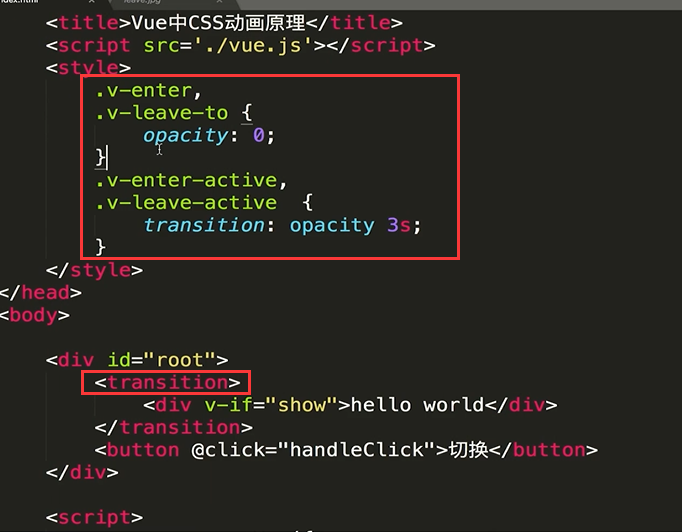 index.html × leave.jpg ×
<title>Vue中CSS动画原理</title>
<script src='./vue.js'></script>
<style>
.v-enter,
.v-leave-to {
opacity: 0;
}
.v-enter-active,
.v-leave-active {
transition: opacity 3s;
}
</style>
</head>
<body>
<div id="root">
<transition>
<div v-if="show">hello world</div>
</transition>
<button @click="handleClick">切换</button>
</div>
<script>